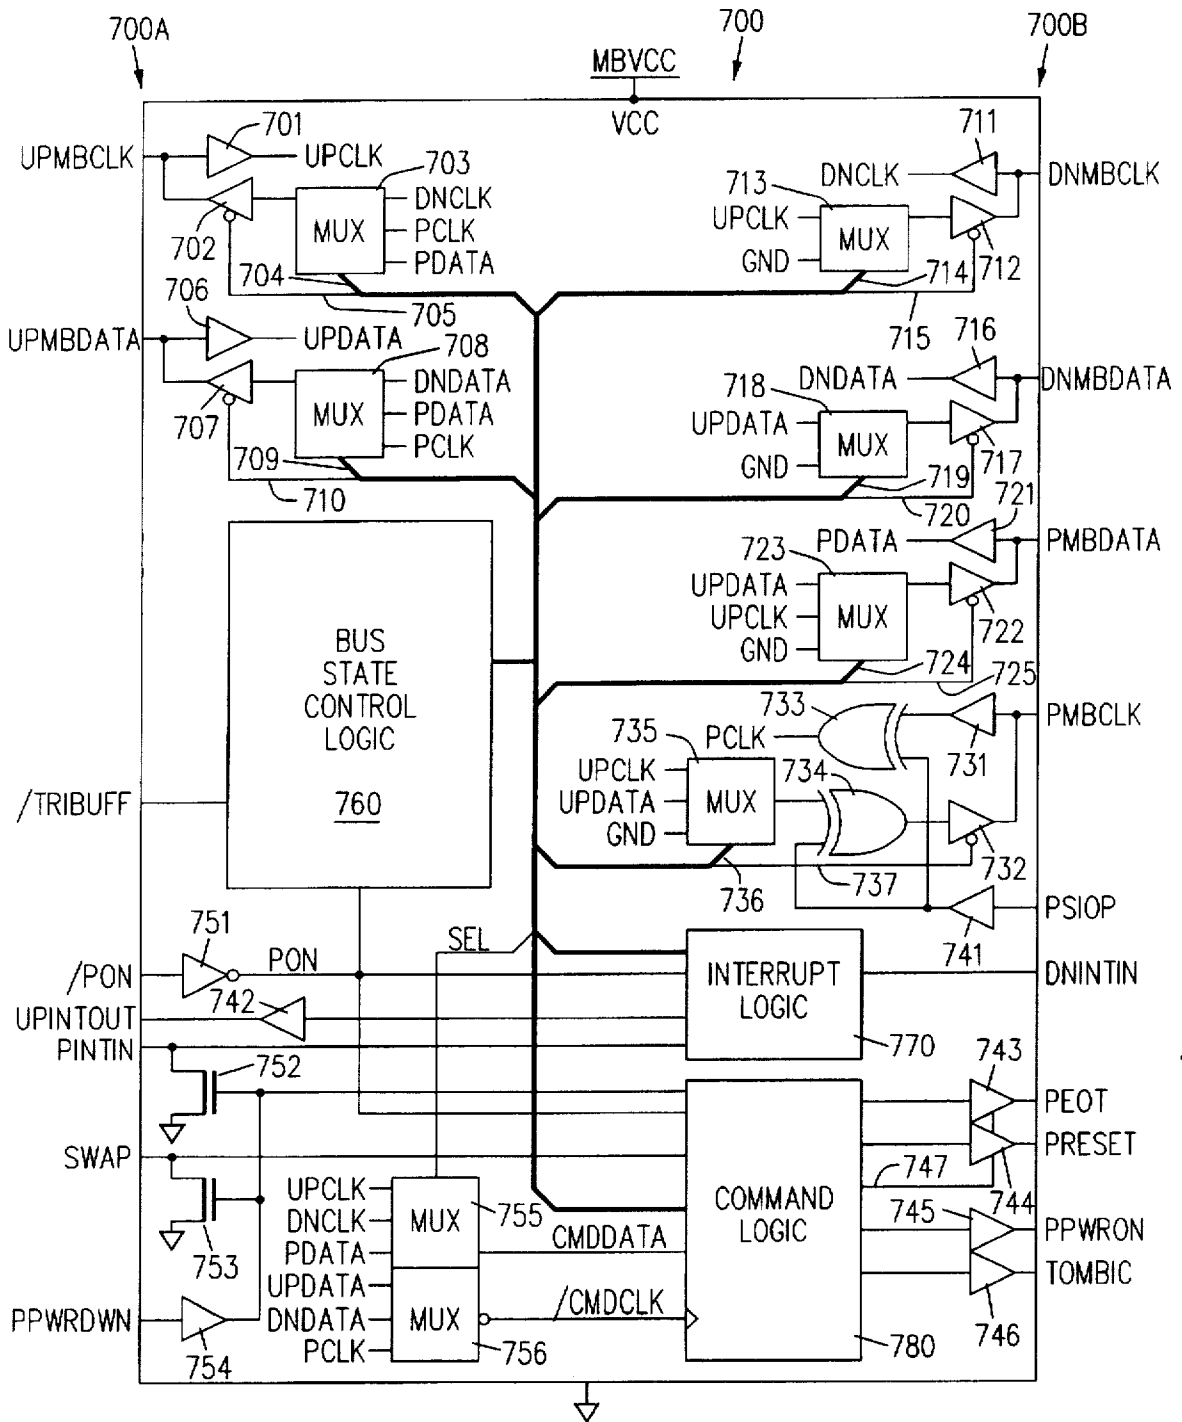 700A
700
700B
MBVCC
VCC
UPMBCLK
701
UPCLK
703
DNCLK
PCLK
PDATA
MUX
702
704
705
706
UPMBDATA
UPDATA
708
DNDATA
PDATA
PCLK
MUX
707
709
710
711
DNCLK
DNMBCLK
713
UPCLK
MUX
GND
712
714
715
716
DNDATA
DNMBDATA
718
UPDATA
MUX
GND
717
719
720
721
PDATA
PMBDATA
723
UPDATA
UPCLK
GND
MUX
722
724
725
733
PCLK
PMBCLK
731
735
734
UPCLK
UPDATA
GND
MUX
732
736
737
PSIOP
741
BUS
STATE
CONTROL
LOGIC
760
/TRIBUFF
751
/PON
PON
SEL
742
UPINTOUT
PINTIN
INTERRUPT
LOGIC
DNINTIN
770
752
743
PEOT
PRESET
SWAP
747
744
753
UPCLK
DNCLK
PDATA
MUX
755
CMDDATA
COMMAND
LOGIC
745
PPWRON
UPDATA
DNDATA
PCLK
MUX
756
/CMDCLK
TOMBIC
746
PPWRDWN
754
780